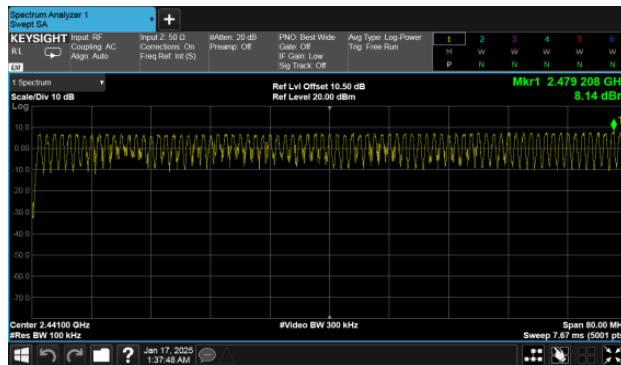 Spectrum Analyzer 1
Swept SA
+
KEYSIGHT Input: RF Input Z: 50 Ω #Atten: 20 dB PNO: Best Wide Avg Type: Log-Power 1 2 3 4 5 6
RL Coupling: AC Corrections: On Preamp: Off Gate: Off Trig: Free Run M W W W W W
Align: Auto Freq Ref: Int (S) IF Gain: Low P N N N N N
LXI Sig Track: Off
1 Spectrum Ref Lvl Offset 10.50 dB Mkr1 2.479 208 GH
Scale/Div 10 dB Ref Level 20.00 dBm 8.14 dBr
Log
10.0
0.00
-10.0
-20.0
-30.0
-40.0
-50.0
-60.0
-70.0
Center 2.44100 GHz #Video BW 300 kHz Span 80.00 MH
#Res BW 100 kHz Sweep 7.67 ms (5001 pts
? Jan 17, 2025
1:37:48 AM